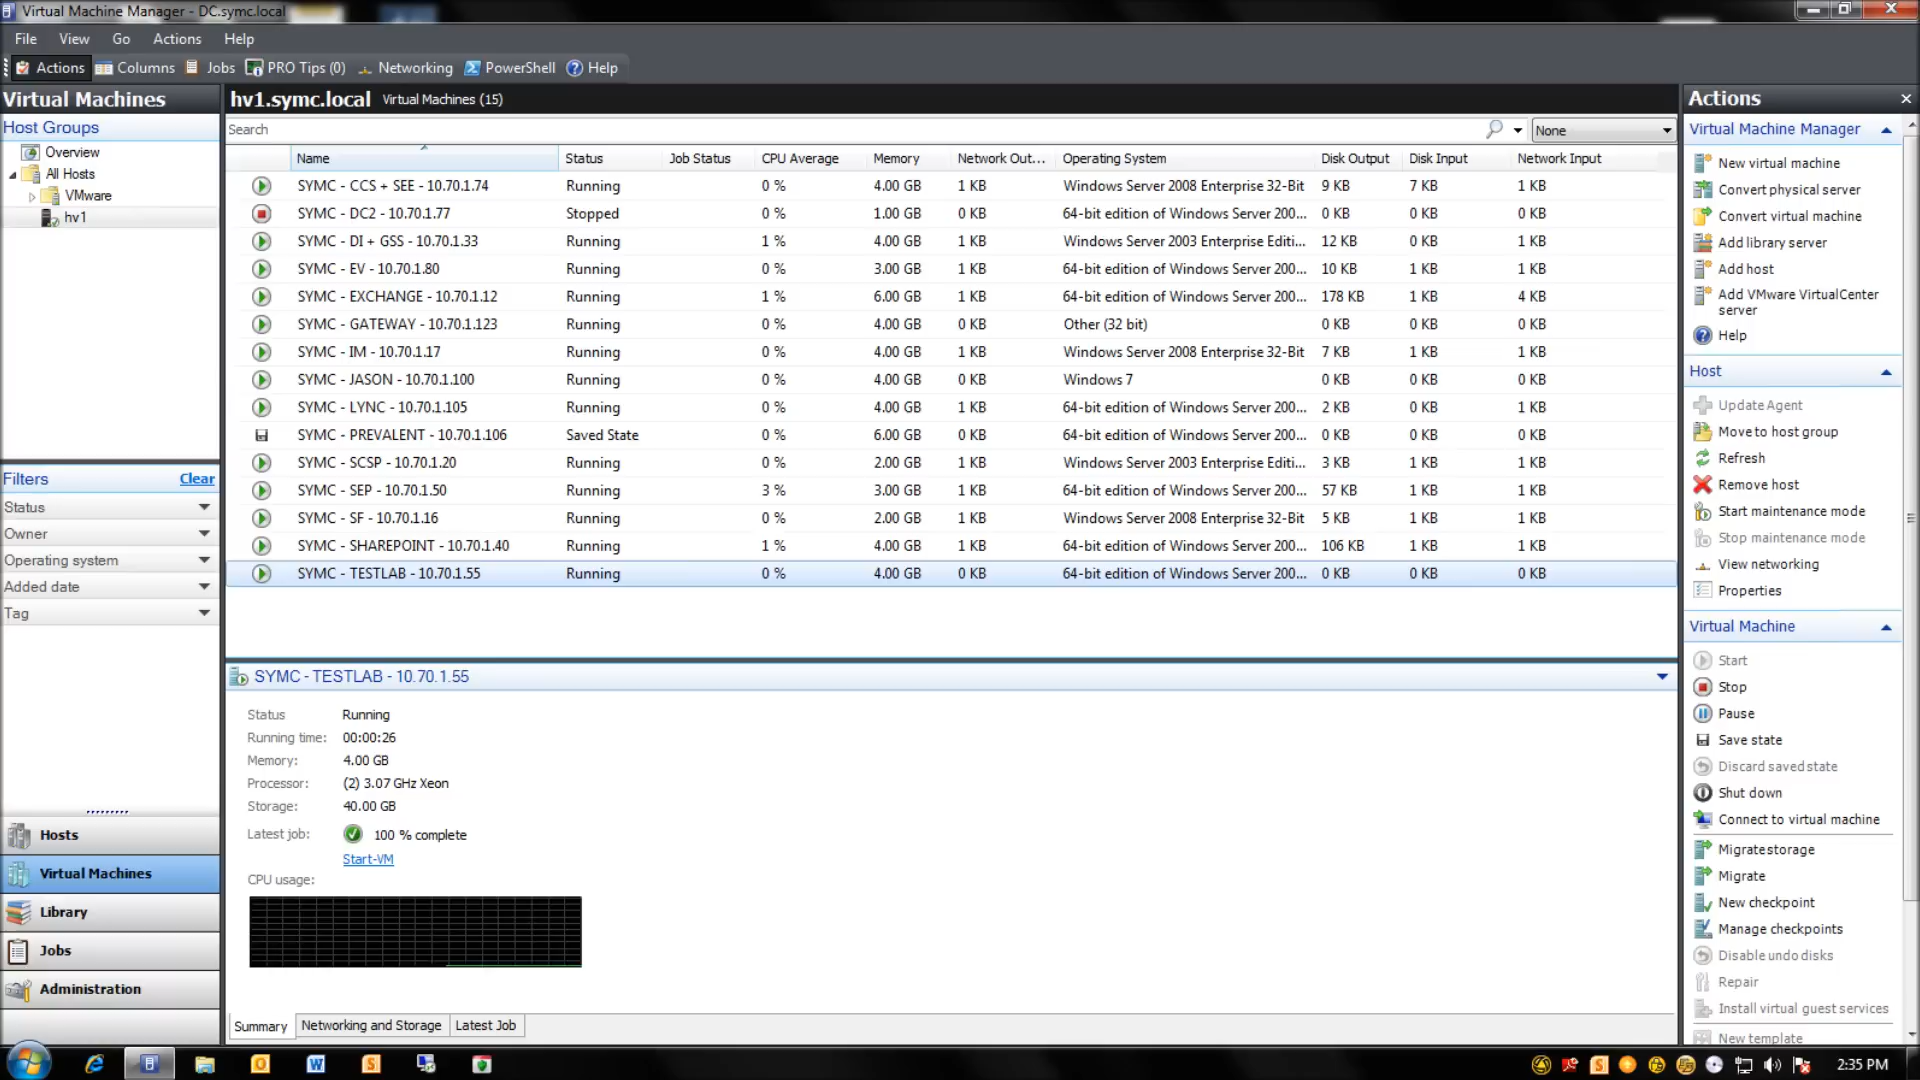 Virtual Machine Manager - DC.symc.local
File View Go Actions Help
Actions Columns Jobs PRO Tips (0) Networking PowerShell Help
Virtual Machines
Host Groups
Overview
All Hosts
VMware
hv1
Filters Clear
Status
Owner
Operating system
Added date
Tag
Hosts
Virtual Machines
Library
Jobs
Administration
hv1.symc.local Virtual Machines (15)
Search None
Name Status Job Status CPU Average Memory Network Out... Operating System Disk Output Disk Input Network Input
SYMC - CCS + SEE - 10.70.1.74 Running 0 % 4.00 GB 1 KB Windows Server 2008 Enterprise 32-Bit 9 KB 7 KB 1 KB
SYMC - DC2 - 10.70.1.77 Stopped 0 % 1.00 GB 0 KB 64-bit edition of Windows Server 200... 0 KB 0 KB 0 KB
SYMC - DI + GSS - 10.70.1.33 Running 1 % 4.00 GB 1 KB Windows Server 2003 Enterprise Editi... 12 KB 0 KB 1 KB
SYMC - EV - 10.70.1.80 Running 0 % 3.00 GB 1 KB 64-bit edition of Windows Server 200... 10 KB 1 KB 1 KB
SYMC - EXCHANGE - 10.70.1.12 Running 1 % 6.00 GB 1 KB 64-bit edition of Windows Server 200... 178 KB 1 KB 4 KB
SYMC - GATEWAY - 10.70.1.123 Running 0 % 4.00 GB 0 KB Other (32 bit) 0 KB 0 KB 0 KB
SYMC - IM - 10.70.1.17 Running 0 % 4.00 GB 1 KB Windows Server 2008 Enterprise 32-Bit 7 KB 1 KB 1 KB
SYMC - JASON - 10.70.1.100 Running 0 % 4.00 GB 0 KB Windows 7 0 KB 0 KB 0 KB
SYMC - LYNC - 10.70.1.105 Running 0 % 4.00 GB 1 KB 64-bit edition of Windows Server 200... 2 KB 0 KB 1 KB
SYMC - PREVALENT - 10.70.1.106 Saved State 0 % 6.00 GB 0 KB 64-bit edition of Windows Server 200... 0 KB 0 KB 0 KB
SYMC - SCSP - 10.70.1.20 Running 0 % 2.00 GB 1 KB Windows Server 2003 Enterprise Editi... 3 KB 1 KB 1 KB
SYMC - SEP - 10.70.1.50 Running 3 % 3.00 GB 1 KB 64-bit edition of Windows Server 200... 57 KB 1 KB 1 KB
SYMC - SF - 10.70.1.16 Running 0 % 2.00 GB 1 KB Windows Server 2008 Enterprise 32-Bit 5 KB 1 KB 1 KB
SYMC - SHAREPOINT - 10.70.1.40 Running 1 % 4.00 GB 1 KB 64-bit edition of Windows Server 200... 106 KB 1 KB 1 KB
SYMC - TESTLAB - 10.70.1.55 Running 0 % 4.00 GB 0 KB 64-bit edition of Windows Server 200... 0 KB 0 KB 0 KB
SYMC - TESTLAB - 10.70.1.55
Status Running
Running time: 00:00:26
Memory: 4.00 GB
Processor: (2) 3.07 GHz Xeon
Storage: 40.00 GB
Latest job: 100 % complete
Start-VM
CPU usage:
Summary Networking and Storage Latest Job
Actions
Virtual Machine Manager
New virtual machine
Convert physical server
Convert virtual machine
Add library server
Add host
Add VMware VirtualCenter
server
Help
Host
Update Agent
Move to host group
Refresh
Remove host
Start maintenance mode
Stop maintenance mode
View networking
Properties
Virtual Machine
Start
Stop
Pause
Save state
Discard saved state
Shut down
Connect to virtual machine
Migrate storage
Migrate
New checkpoint
Manage checkpoints
Disable undo disks
Repair
Install virtual guest services
New template
2:35 PM